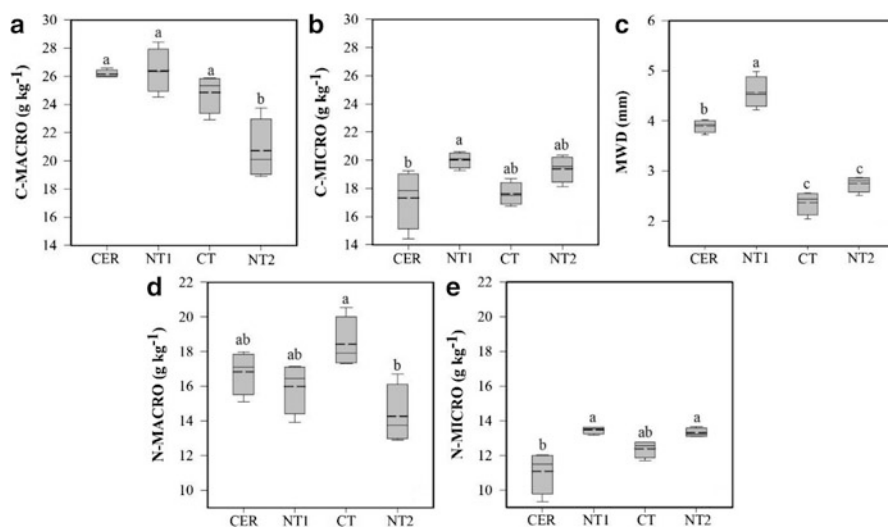 a
C-MACRO (g kg⁻¹)
30
28
26
24
22
20
18
16
14
a
a
a
b
CER NT1 CT NT2
b
C-MICRO (g kg⁻¹)
30
28
26
24
22
20
18
16
14
b
a
ab
ab
CER NT1 CT NT2
c
MWD (mm)
6
5
4
3
2
b
a
c
c
CER NT1 CT NT2
d
N-MACRO (g kg⁻¹)
22
20
18
16
14
12
10
ab
ab
a
b
CER NT1 CT NT2
e
N-MICRO (g kg⁻¹)
22
20
18
16
14
12
10
b
a
ab
a
CER NT1 CT NT2